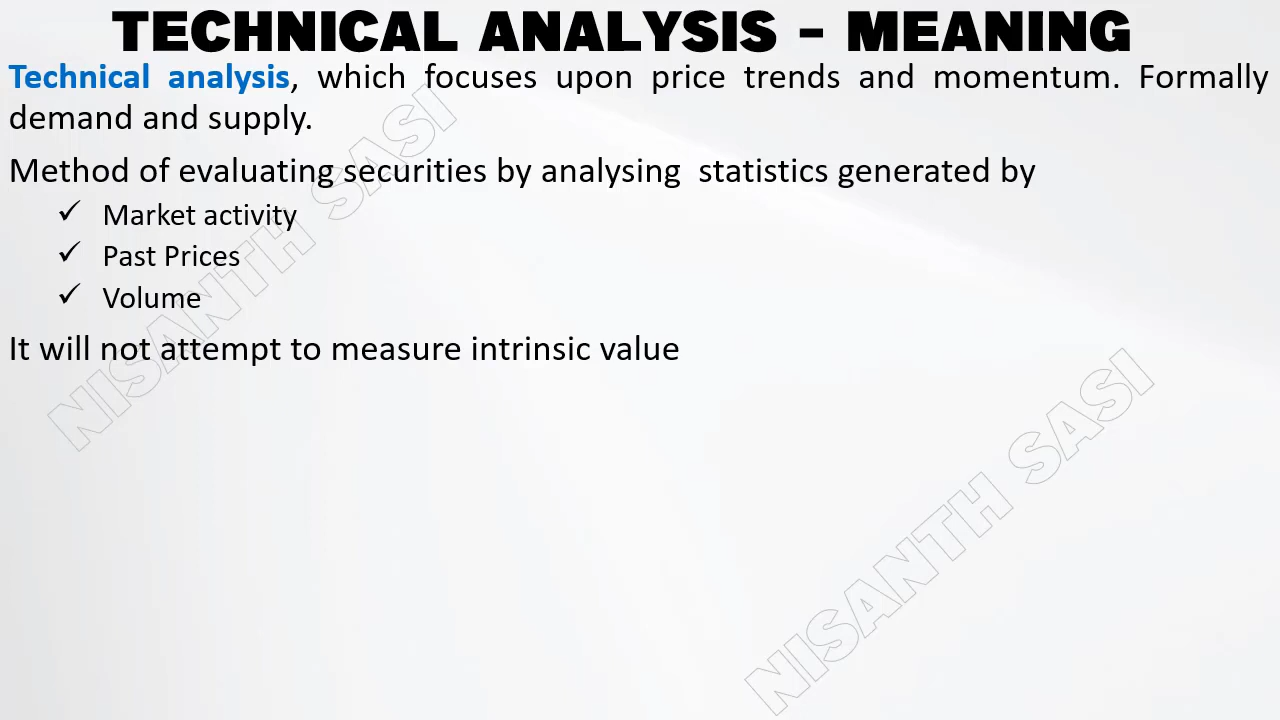 TECHNICAL ANALYSIS - MEANING
Technical analysis, which focuses upon price trends and momentum. Formally
demand and supply.
Method of evaluating securities by analysing statistics generated by
✓ Market activity
✓ Past Prices
✓ Volume
It will not attempt to measure intrinsic value
NISANTH SASI
NISANTH SASI